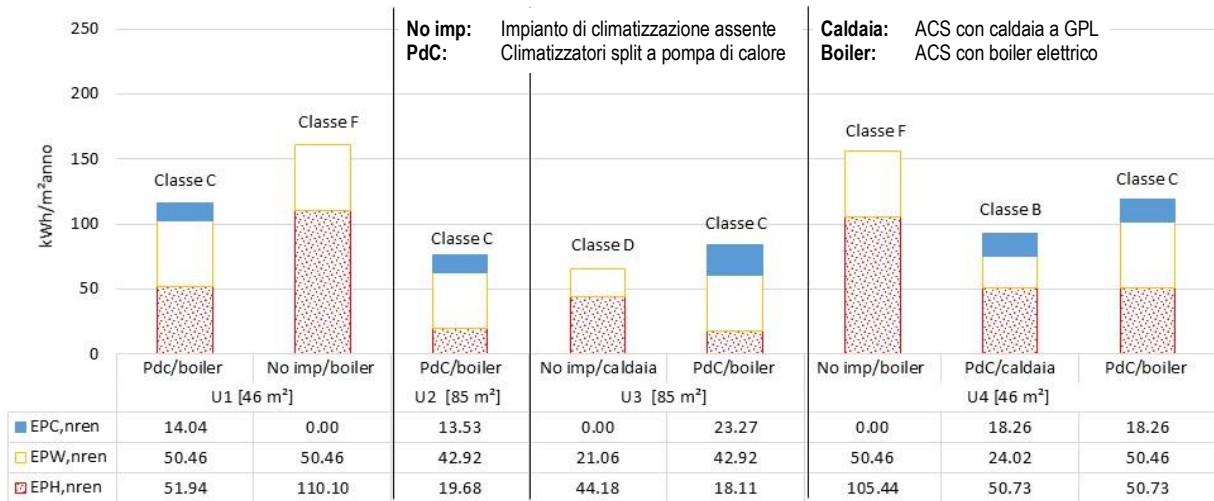 No imp: Impianto di climatizzazione assente
PdC: Climatizzatori split a pompa di calore
Caldaia: ACS con caldaia a GPL
Boiler: ACS con boiler elettrico
kWh/m²anno
250
200
150
100
50
0
Classe C
Classe F
Classe C
Classe D
Classe C
Classe F
Classe B
Classe C
Pdc/boiler No imp/boiler PdC/boiler No imp/caldaia PdC/boiler No imp/boiler PdC/caldaia PdC/boiler
U1 [46 m²] U2 [85 m²] U3 [85 m²] U4 [46 m²]
EPC,nren 14.04 0.00 13.53 0.00 23.27 0.00 18.26 18.26
EPW,nren 50.46 50.46 42.92 21.06 42.92 50.46 24.02 50.46
EPH,nren 51.94 110.10 19.68 44.18 18.11 105.44 50.73 50.73